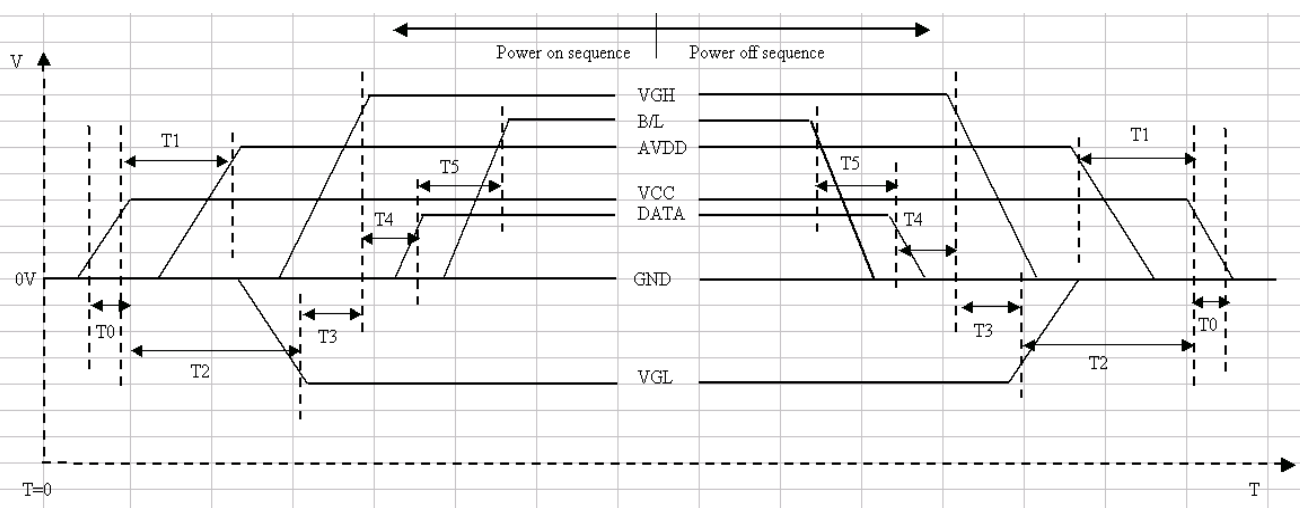 Power on sequence Power off sequence
V
VGH
B/L
T1 AVDD T1
T5 T5
VCC
T4 DATA T4
0V GND
T0 T3 T3 T0
T2 T2
VGL
T=0 T